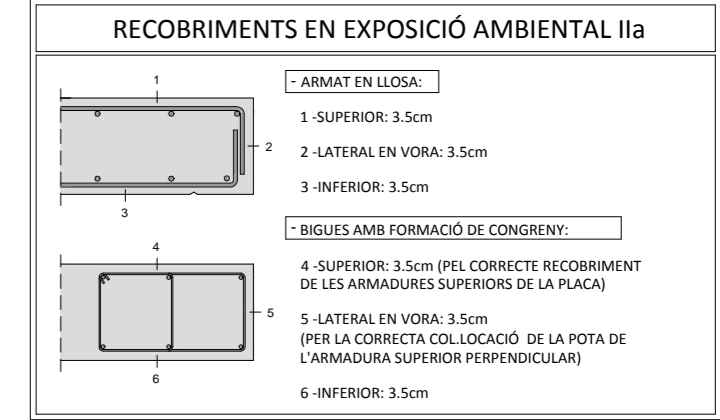 RECOBRIMENTS EN EXPOSICIÓ AMBIENTAL IIa
1
2
3
- ARMAT EN LLOSA:
1 -SUPERIOR: 3.5cm
2 -LATERAL EN VORA: 3.5cm
3 -INFERIOR: 3.5cm
4
5
6
- BIGUES AMB FORMACIÓ DE CONGRENY:
4 -SUPERIOR: 3.5cm (PEL CORRECTE RECOBRIMENT
DE LES ARMADURES SUPERIORS DE LA PLACA)
5 -LATERAL EN VORA: 3.5cm
(PER LA CORRECTA COL.LOCACIÓ DE LA POTA DE
L'ARMADURA SUPERIOR PERPENDICULAR)
6 -INFERIOR: 3.5cm